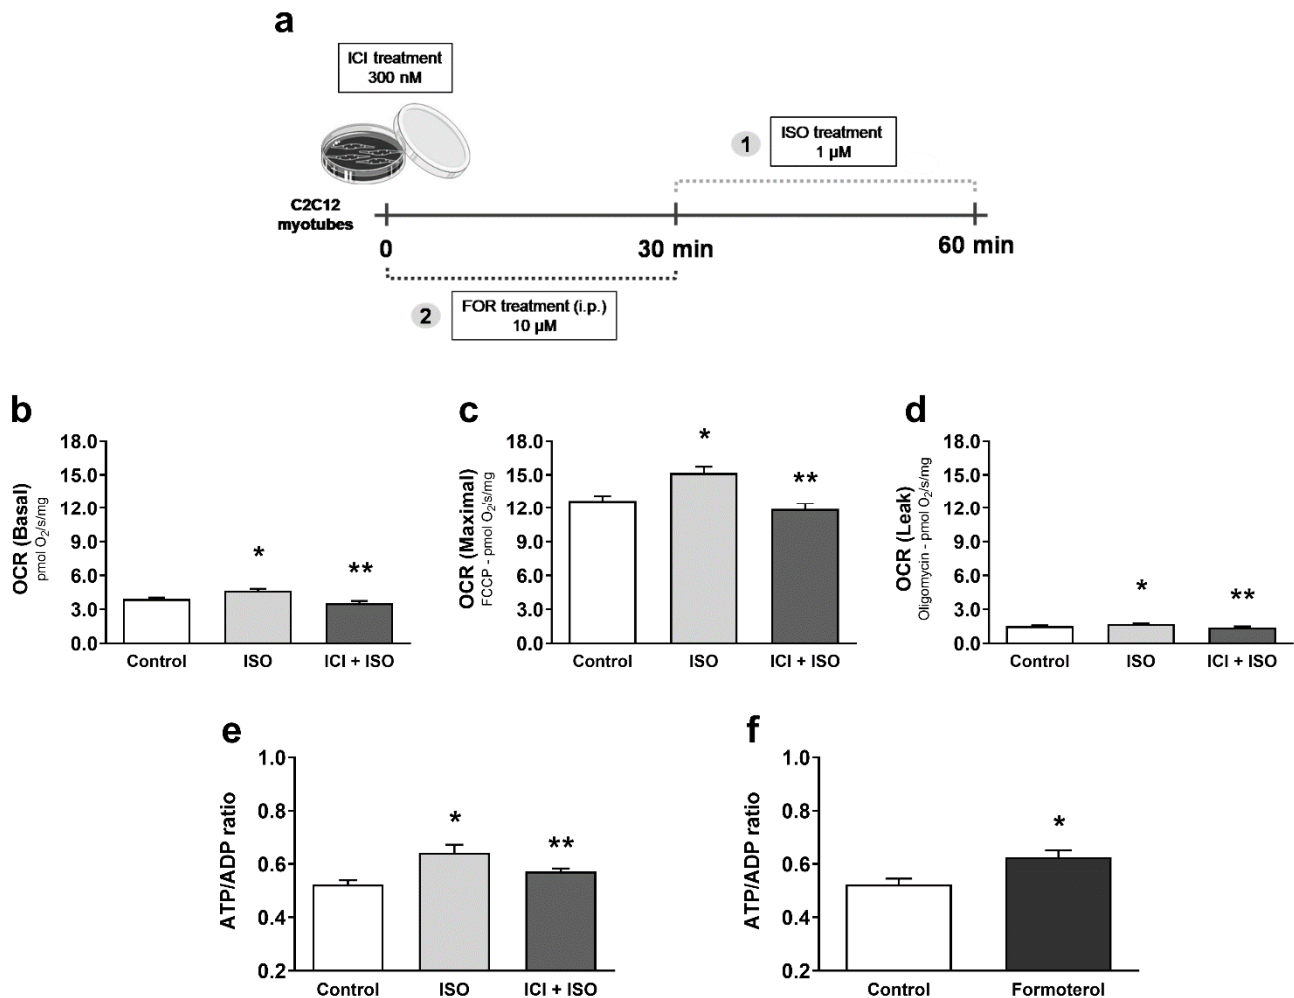 a
ICI treatment
300 nM
C2C12
myotubes
1
ISO treatment
1 µM
0
30 min
60 min
2
FOR treatment (i.p.)
10 µM
b
OCR (Basal)
pmol O2/s/mg
18.0
15.0
12.0
9.0
6.0
3.0
0.0
*
**
Control
ISO
ICI + ISO
c
OCR (Maximal)
FCCP - pmol O2/s/mg
18.0
15.0
12.0
9.0
6.0
3.0
0.0
*
**
Control
ISO
ICI + ISO
d
OCR (Leak)
Oligomycin - pmol O2/s/mg
18.0
15.0
12.0
9.0
6.0
3.0
0.0
*
**
Control
ISO
ICI + ISO
e
ATP/ADP ratio
1.0
0.8
0.6
0.4
0.2
*
**
Control
ISO
ICI + ISO
f
ATP/ADP ratio
1.0
0.8
0.6
0.4
0.2
*
Control
Formoterol